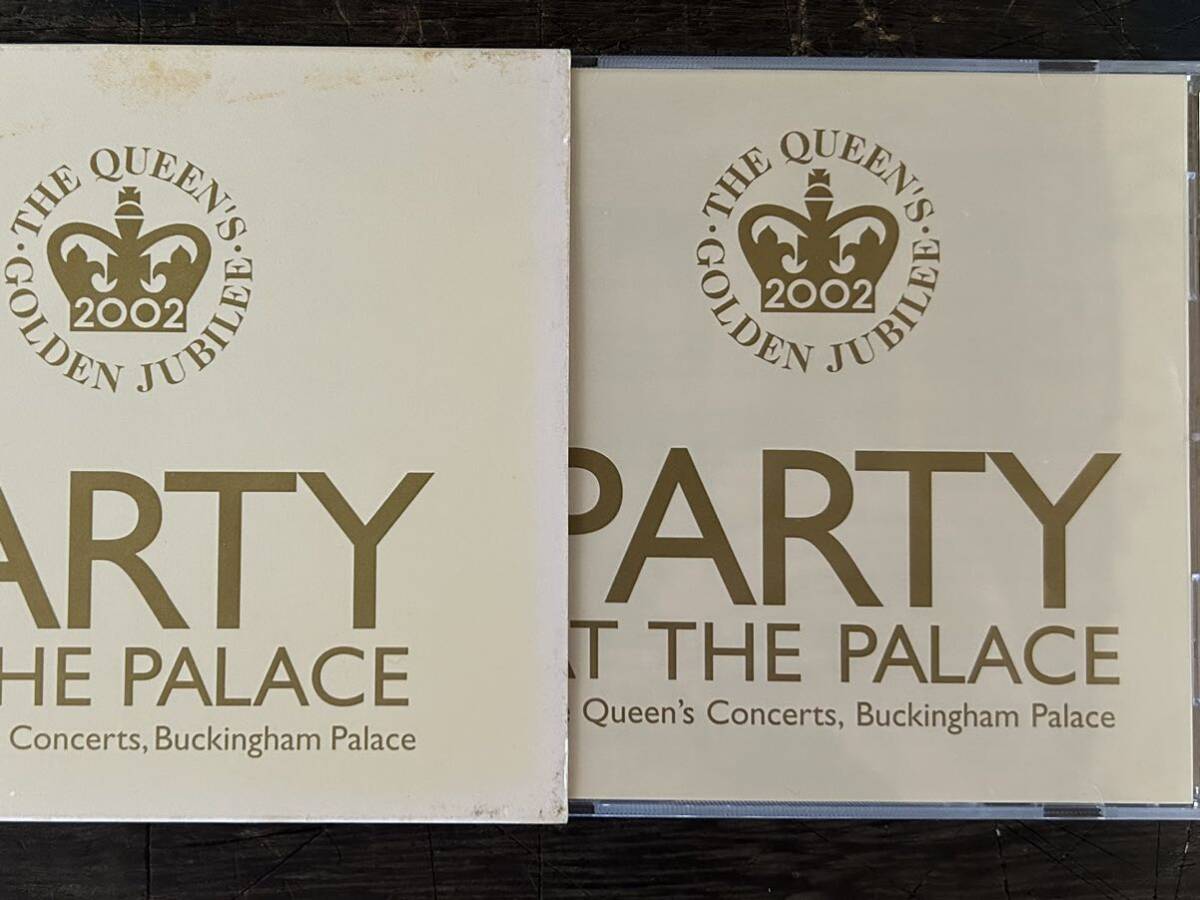 · THE QUEEN'S ·
GOLDEN JUBILEE
2002
ARTY
HE PALACE
Concerts, Buckingham Palace
· THE QUEEN'S ·
GOLDEN JUBILEE
2002
PARTY
AT THE PALACE
e Queen's Concerts, Buckingham Palace